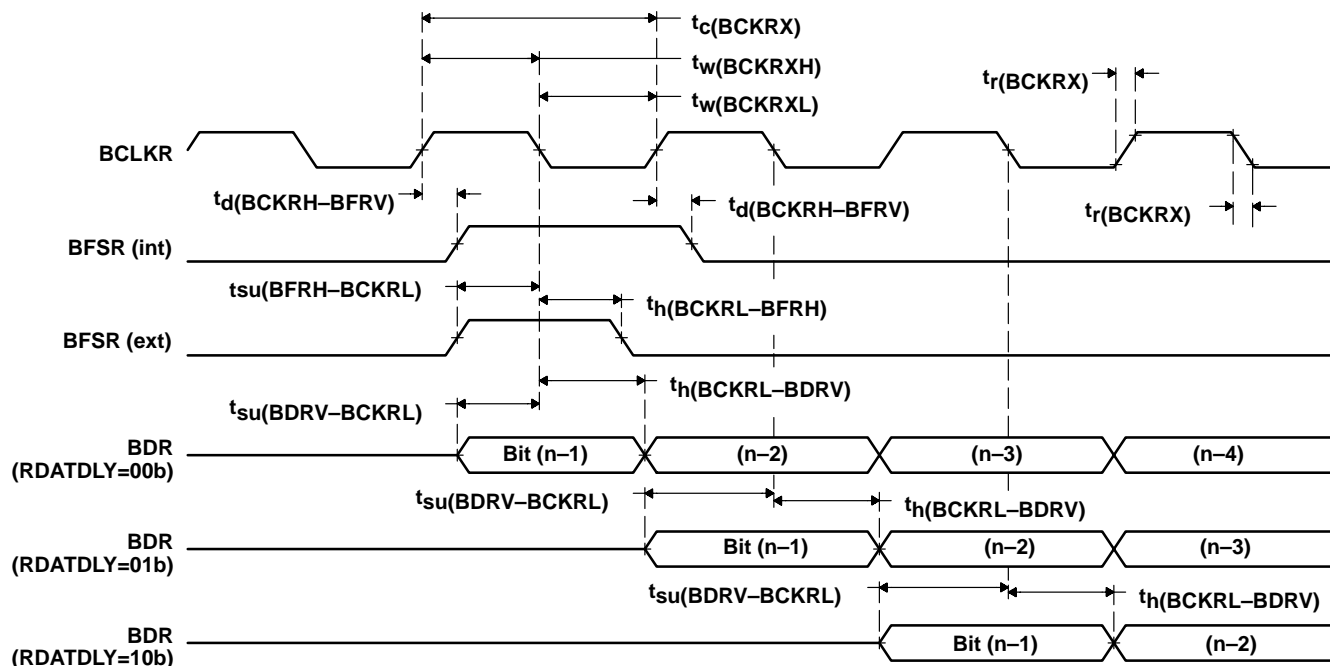 tc(BCKRX)
tw(BCKRXH)
tr(BCKRX)
tw(BCKRXL)
BCLKR
td(BCKRH–BFRV)
td(BCKRH–BFRV)
tr(BCKRX)
BFSR (int)
tsu(BFRH–BCKRL)
th(BCKRL–BFRH)
BFSR (ext)
th(BCKRL–BDRV)
tsu(BDRV–BCKRL)
BDR
(RDATDLY=00b)
Bit (n–1)
(n–2)
(n–3)
(n–4)
tsu(BDRV–BCKRL)
th(BCKRL–BDRV)
BDR
(RDATDLY=01b)
Bit (n–1)
(n–2)
(n–3)
tsu(BDRV–BCKRL)
th(BCKRL–BDRV)
BDR
(RDATDLY=10b)
Bit (n–1)
(n–2)